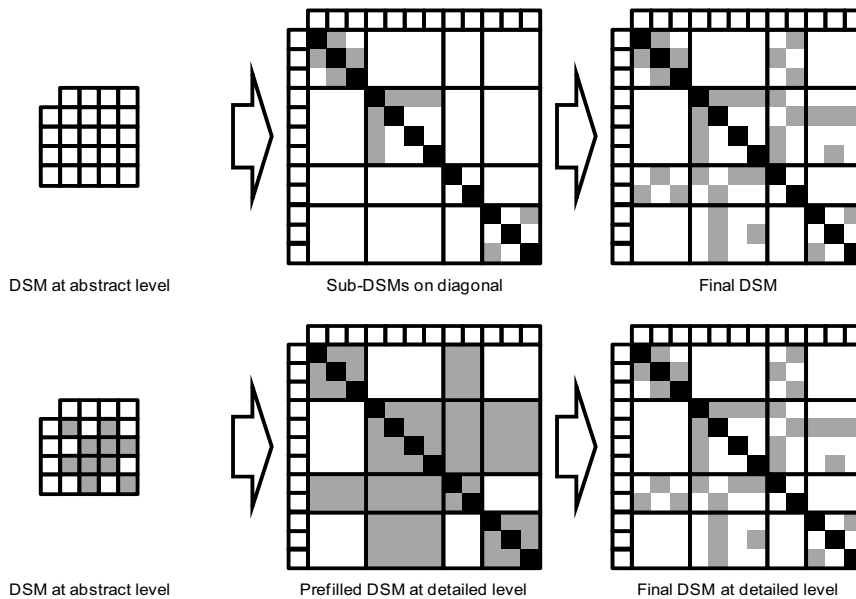 DSM at abstract level
Sub-DSMs on diagonal
Final DSM
DSM at abstract level
Prefilled DSM at detailed level
Final DSM at detailed level